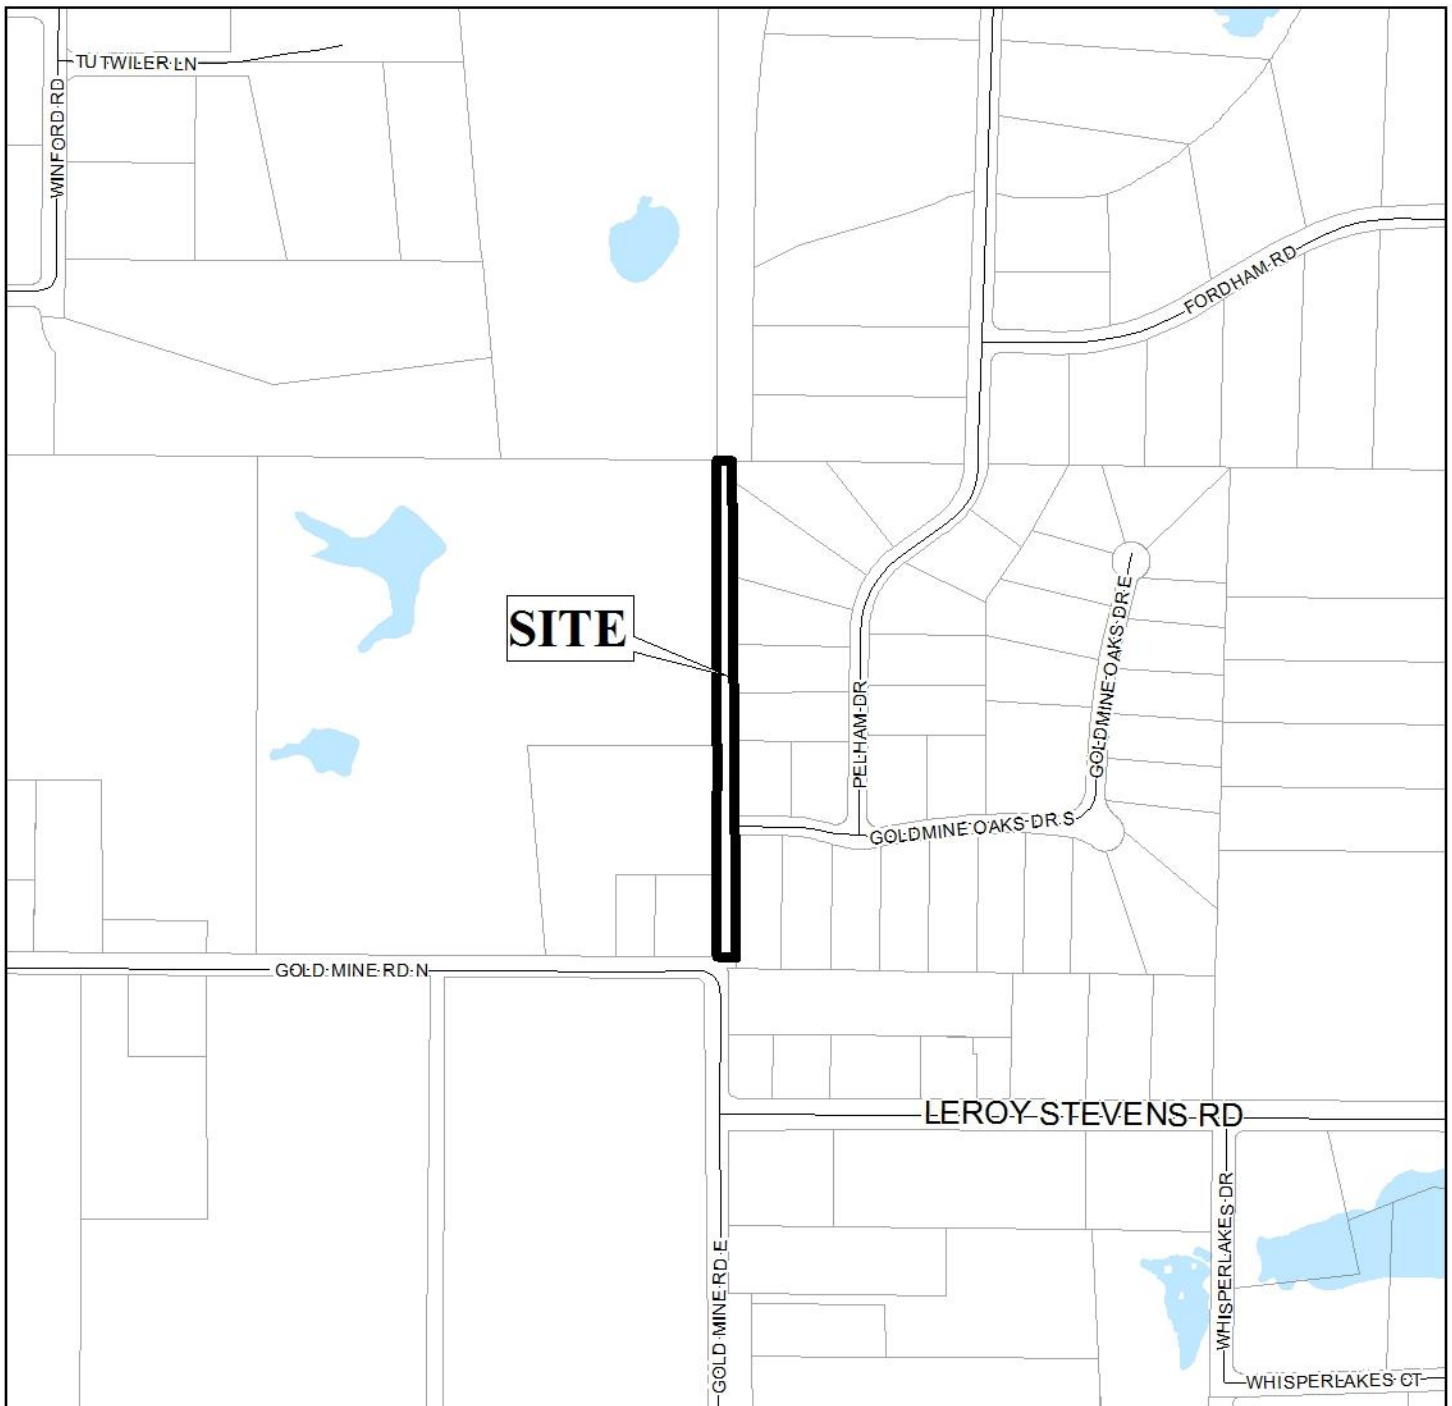 TUTWILER LN
WINFORD RD
FORDHAM RD
SITE
GOLDMINE OAKS DR E
PELHAM DR
GOLDMINE OAKS DR S
GOLD MINE RD N
LEROY STEVENS RD
WHISPERLAKES DR
GOLD MINE RD E
WHISPERLAKES CT